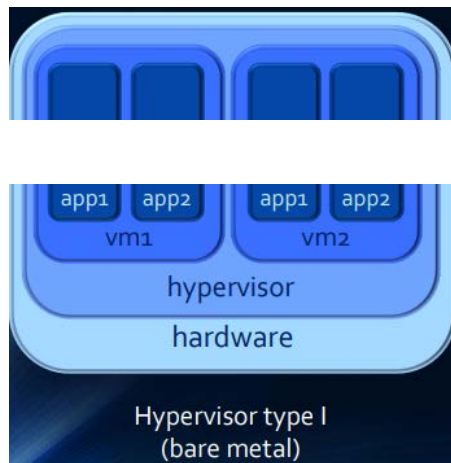 app1 app2 app1 app2
vm1 vm2
hypervisor
hardware
Hypervisor type I
(bare metal)